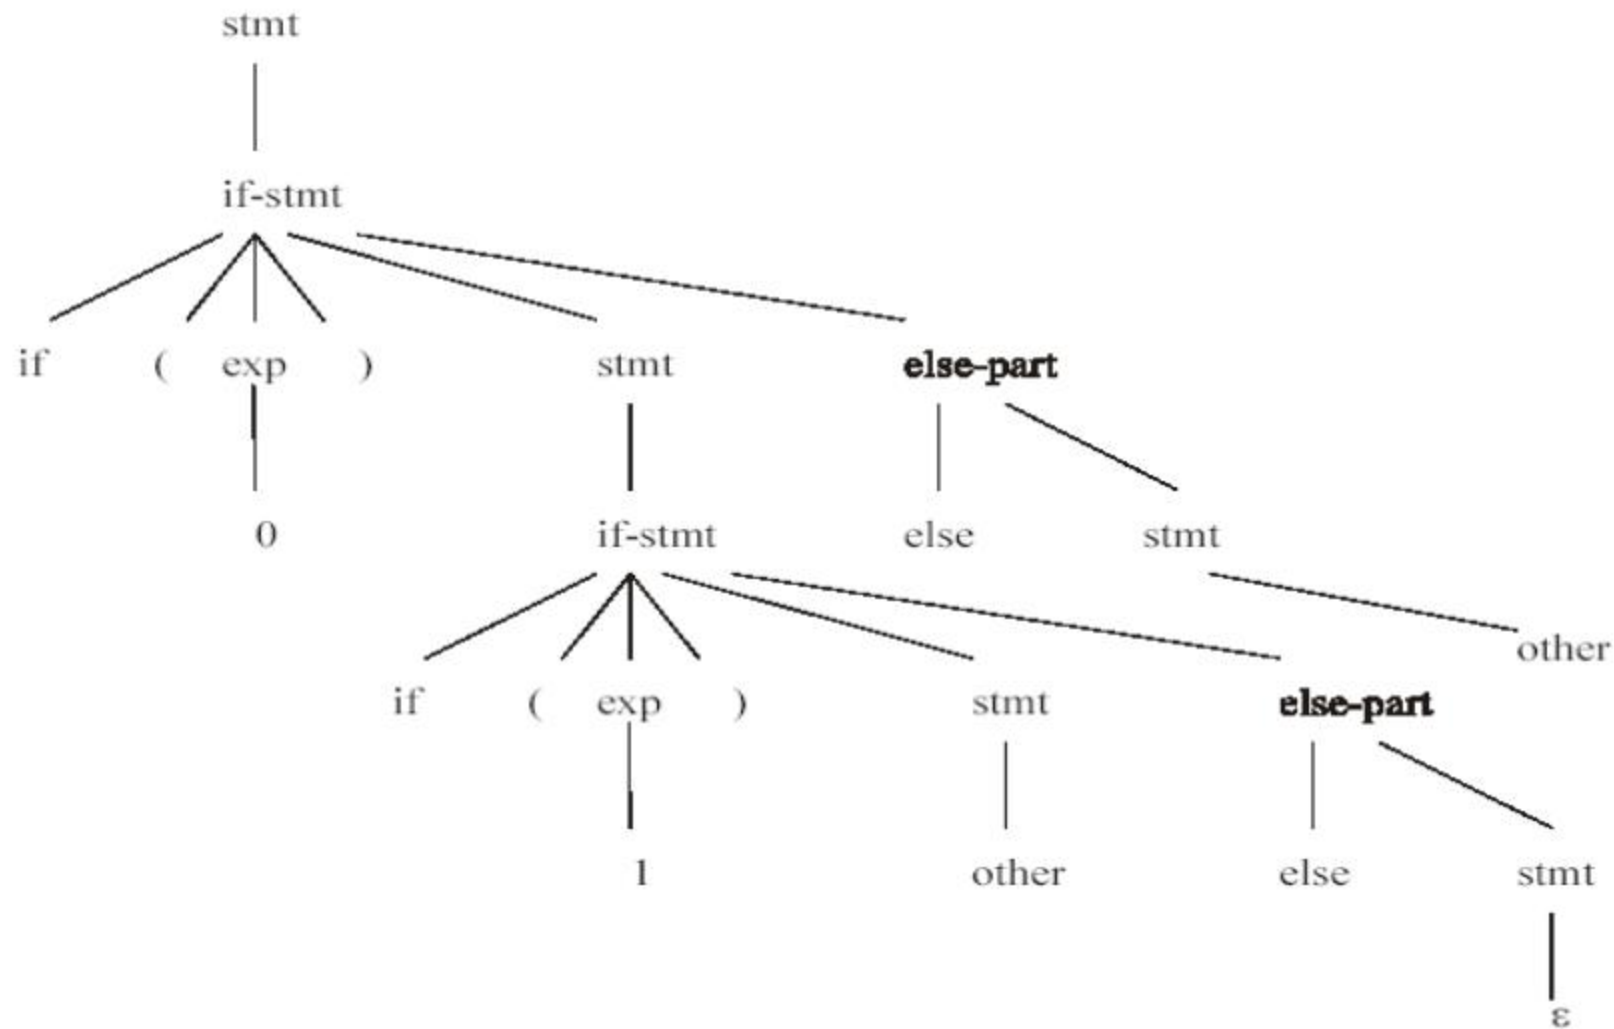 stmt
if-stmt
if ( exp ) stmt else-part
0 if-stmt else stmt
other
if ( exp ) stmt else-part
1 other else stmt
ε